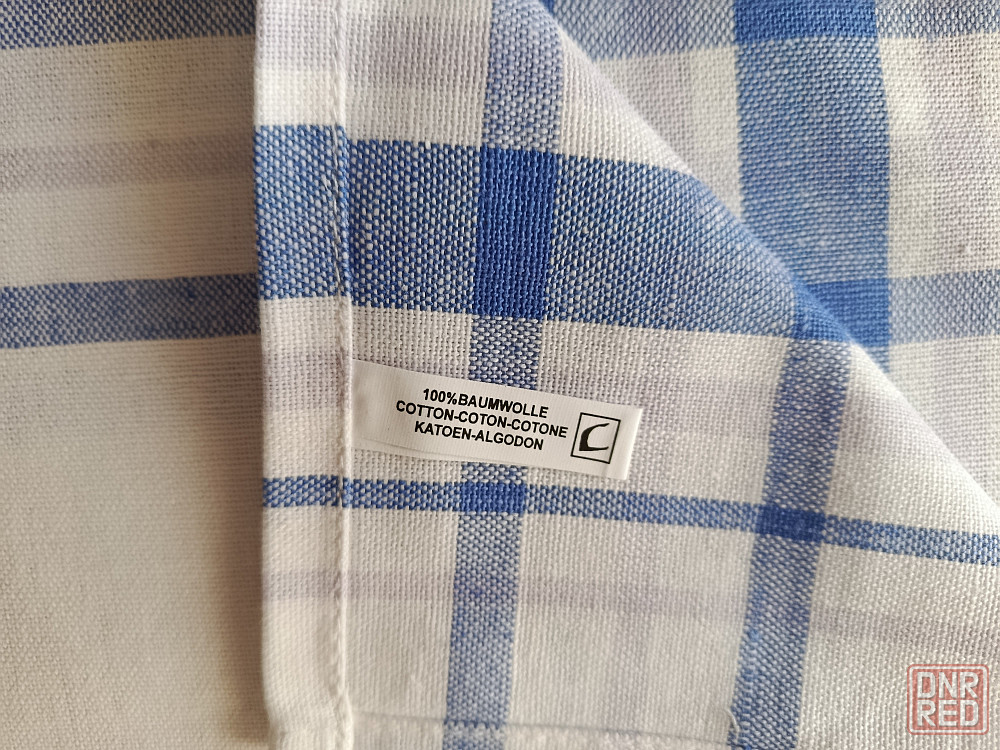 100%BAUMWOLLE
COTTON-COTON-COTONE
KATOEN-ALGODON
C
DNR
RED